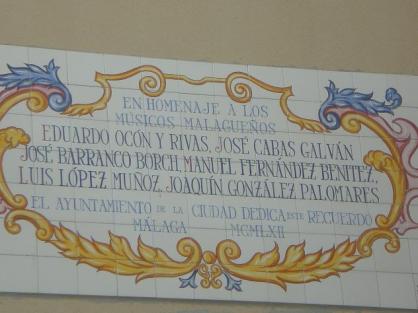 EN HOMENAJE A LOS
MÚSICOS MALAGUEÑOS
EDUARDO OCÓN Y RIVAS, JOSÉ CABAS GALVÁN
JOSÉ BARRANCO BORCH, MANUEL FERNÁNDEZ BENITEZ,
LUIS LÓPEZ MUÑOZ, JOAQUÍN GONZÁLEZ PALOMARES
EL AYUNTAMIENTO DE LA CIUDAD DEDICA ESTE RECUERDO
MÁLAGA MCMLXII